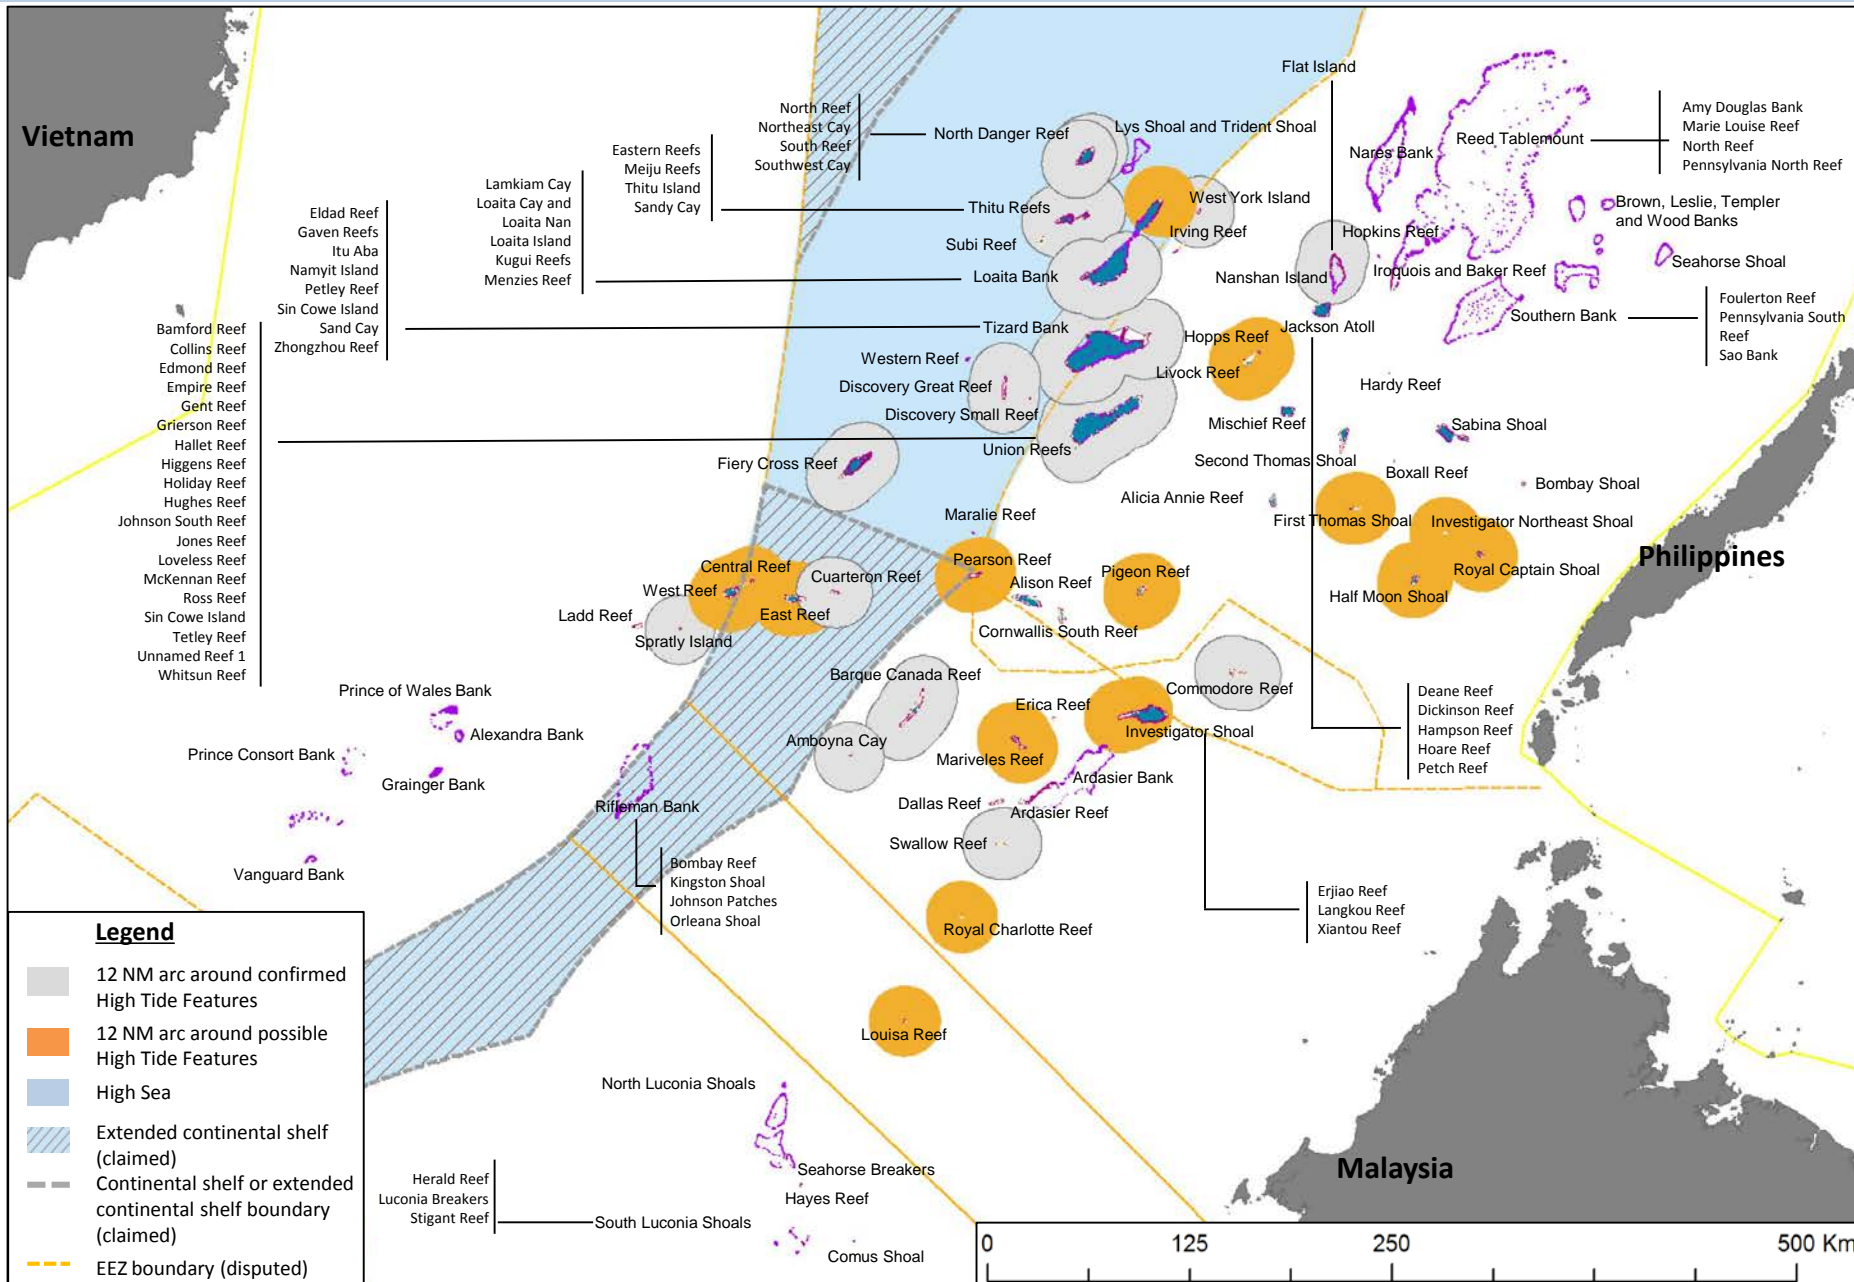 Vietnam
Flat Island
North Reef
Northeast Cay
South Reef
Southwest Cay
North Danger Reef
Lys Shoal and Trident Shoal
Nares Bank
Reed Tablemount
Amy Douglas Bank
Marie Louise Reef
North Reef
Pennsylvania North Reef
Eastern Reefs
Meiju Reefs
Thitu Island
Sandy Cay
Thitu Reefs
West York Island
Brown, Leslie, Templer
and Wood Banks
Lamkiam Cay
Loaita Cay and
Loaita Nan
Loaita Island
Kugui Reefs
Menzies Reef
Subi Reef
Irving Reef
Hopkins Reef
Loaita Bank
Nanshan Island
Iroquois and Baker Reef
Seahorse Shoal
Eldad Reef
Gaven Reefs
Itu Aba
Namyit Island
Petley Reef
Sin Cowe Island
Sand Cay
Zhongzhou Reef
Tizard Bank
Hopps Reef
Jackson Atoll
Southern Bank
Foulerton Reef
Pennsylvania South
Reef
Sao Bank
Bamford Reef
Collins Reef
Edmond Reef
Empire Reef
Gent Reef
Grierson Reef
Hallet Reef
Higgens Reef
Holiday Reef
Hughes Reef
Johnson South Reef
Jones Reef
Loveless Reef
McKennan Reef
Ross Reef
Sin Cowe Island
Tetley Reef
Unnamed Reef 1
Whitsun Reef
Western Reef
Discovery Great Reef
Discovery Small Reef
Livock Reef
Hardy Reef
Mischief Reef
Sabina Shoal
Union Reefs
Fiery Cross Reef
Second Thomas Shoal
Boxall Reef
Bombay Shoal
Alicia Annie Reef
Maralie Reef
First Thomas Shoal
Investigator Northeast Shoal
Philippines
Central Reef
Cuarteron Reef
Pearson Reef
Alison Reef
Pigeon Reef
Royal Captain Shoal
West Reef
Half Moon Shoal
Ladd Reef
East Reef
Spratly Island
Cornwallis South Reef
Barque Canada Reef
Commodore Reef
Prince of Wales Bank
Erica Reef
Deane Reef
Dickinson Reef
Hampson Reef
Hoare Reef
Petch Reef
Alexandra Bank
Amboyna Cay
Investigator Shoal
Prince Consort Bank
Mariveles Reef
Grainger Bank
Ardasier Bank
Rifleman Bank
Dallas Reef
Ardasier Reef
Swallow Reef
Vanguard Bank
Bombay Reef
Kingston Shoal
Johnson Patches
Orleana Shoal
Erjiao Reef
Langkou Reef
Xiantou Reef
Royal Charlotte Reef
Louisa Reef
North Luconia Shoals
Malaysia
Seahorse Breakers
Hayes Reef
Herald Reef
Luconia Breakers
Stigant Reef
South Luconia Shoals
Comus Shoal
Legend
12 NM arc around confirmed
High Tide Features
12 NM arc around possible
High Tide Features
High Sea
Extended continental shelf
(claimed)
Continental shelf or extended
continental shelf boundary
(claimed)
EEZ boundary (disputed)
0 125 250 500 Km